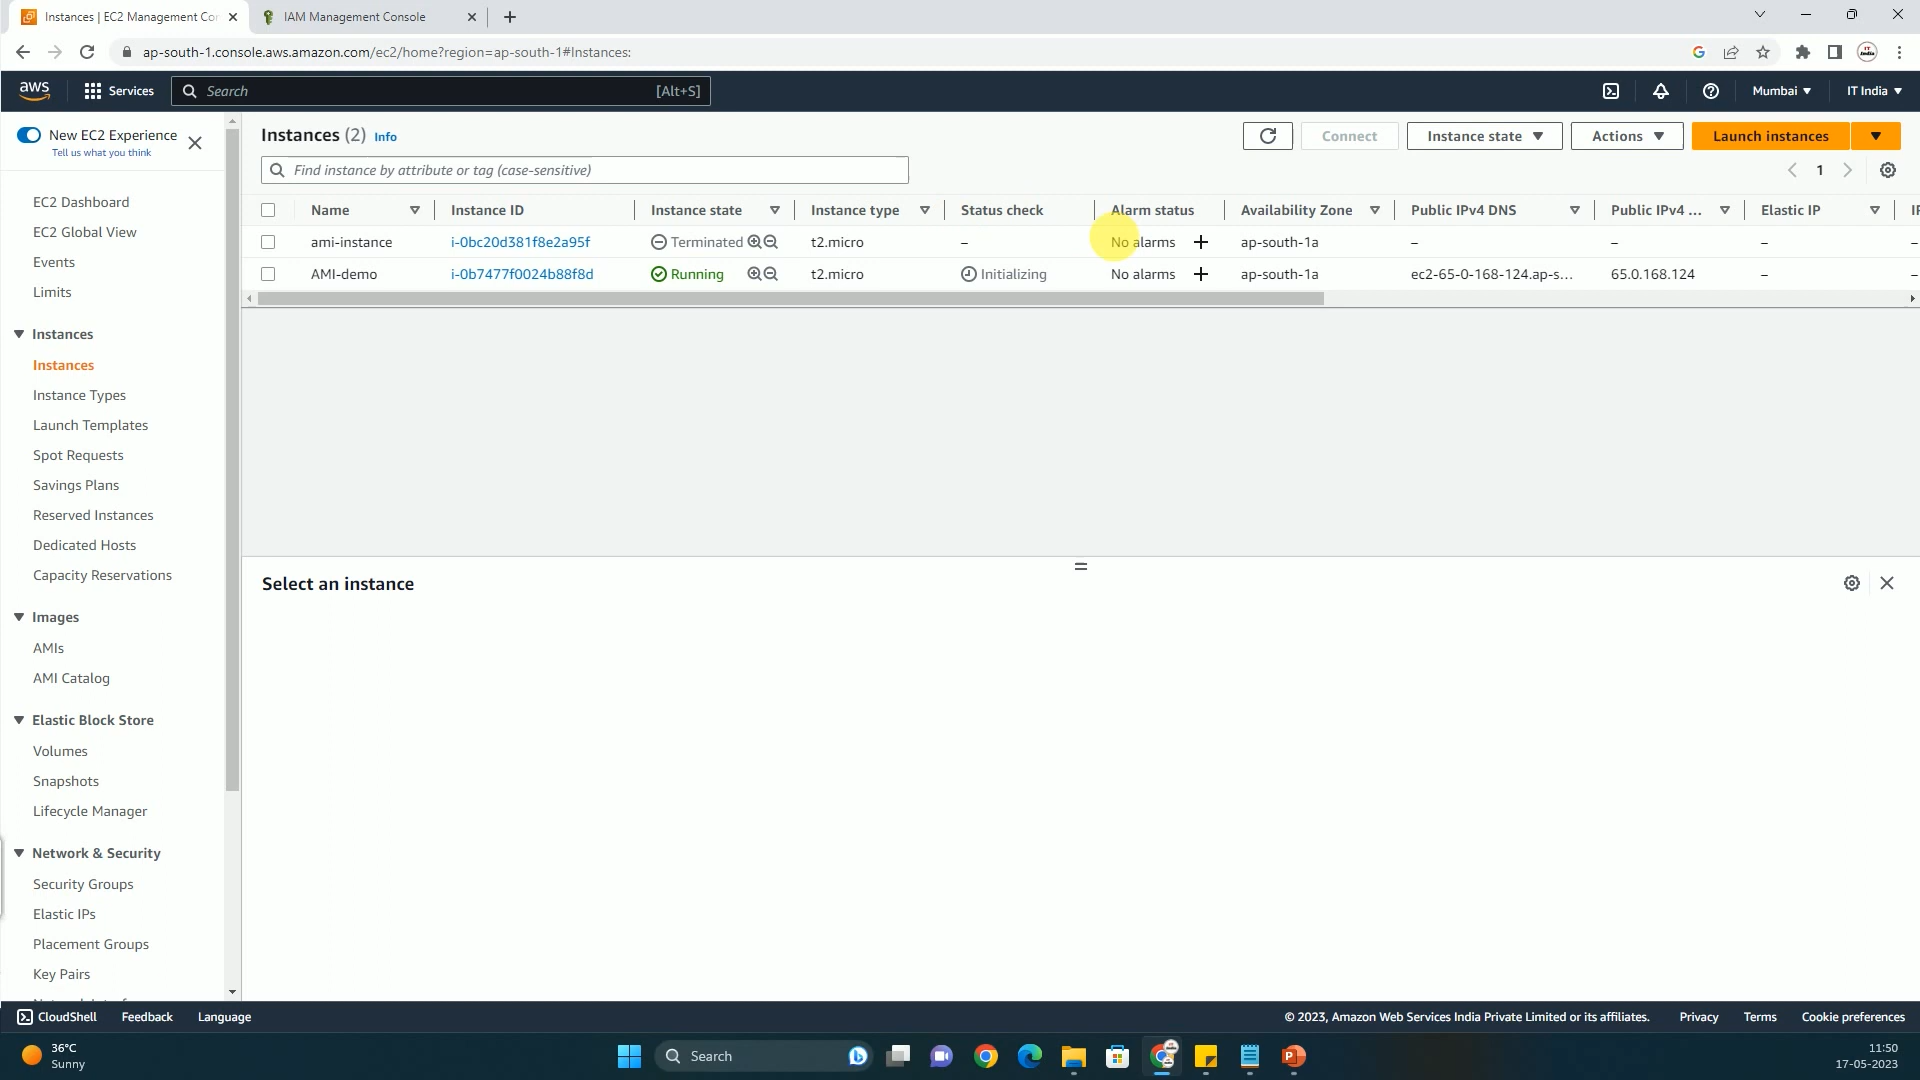 Instances | EC2 Management Cor
IAM Management Console
ap-south-1.console.aws.amazon.com/ec2/home?region=ap-south-1#Instances:
aws
Services
Search
[Alt+S]
Mumbai
IT India
New EC2 Experience
Tell us what you think
EC2 Dashboard
EC2 Global View
Events
Limits
Instances
Instances
Instance Types
Launch Templates
Spot Requests
Savings Plans
Reserved Instances
Dedicated Hosts
Capacity Reservations
Images
AMIs
AMI Catalog
Elastic Block Store
Volumes
Snapshots
Lifecycle Manager
Network & Security
Security Groups
Elastic IPs
Placement Groups
Key Pairs
Instances (2) Info
Connect
Instance state
Actions
Launch instances
Find instance by attribute or tag (case-sensitive)
1
Name Instance ID Instance state Instance type Status check Alarm status Availability Zone Public IPv4 DNS Public IPv4 ... Elastic IP
ami-instance i-0bc20d381f8e2a95f Terminated t2.micro – No alarms + ap-south-1a – – – –
AMI-demo i-0b7477f0024b88f8d Running t2.micro Initializing No alarms + ap-south-1a ec2-65-0-168-124.ap-s... 65.0.168.124 – –
Select an instance
CloudShell Feedback Language
© 2023, Amazon Web Services India Private Limited or its affiliates. Privacy Terms Cookie preferences
36°C
Sunny
Search
11:50
17-05-2023